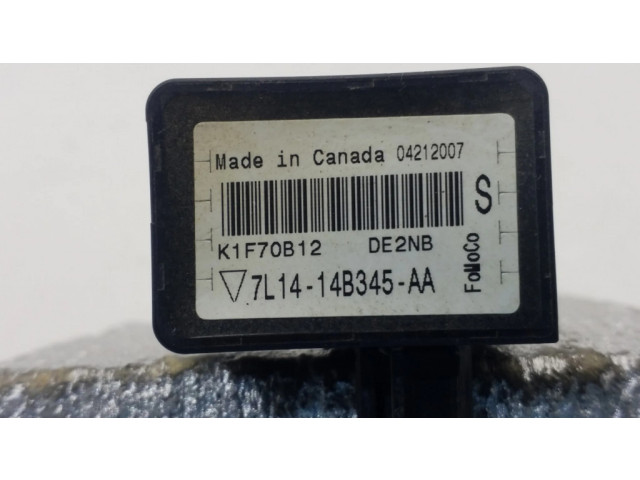 Made in Canada 04212007
S
K1F70B12 DE2NB
7L14-14B345-AA
FoMoCo